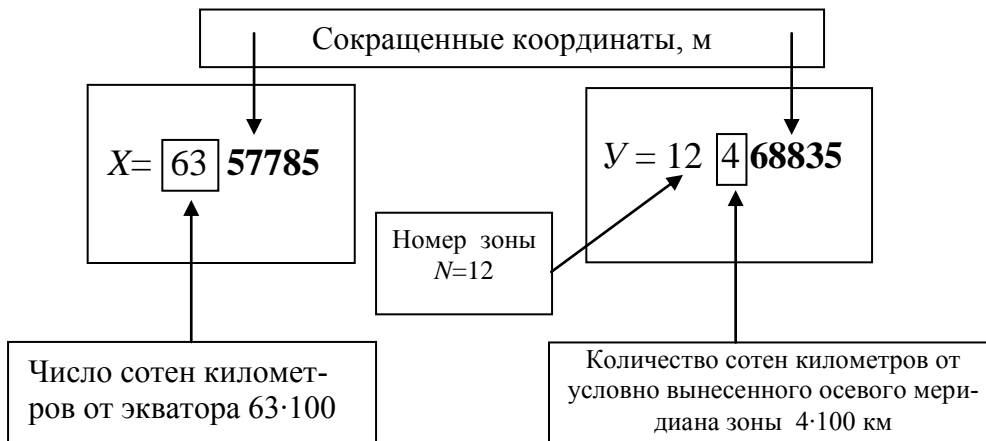 Сокращенные координаты, м
X= 63 57785
У = 12 4 68835
Номер зоны
N=12
Число сотен километ-
ров от экватора 63·100
Количество сотен километров от
условно вынесенного осевого мери-
диана зоны 4·100 км